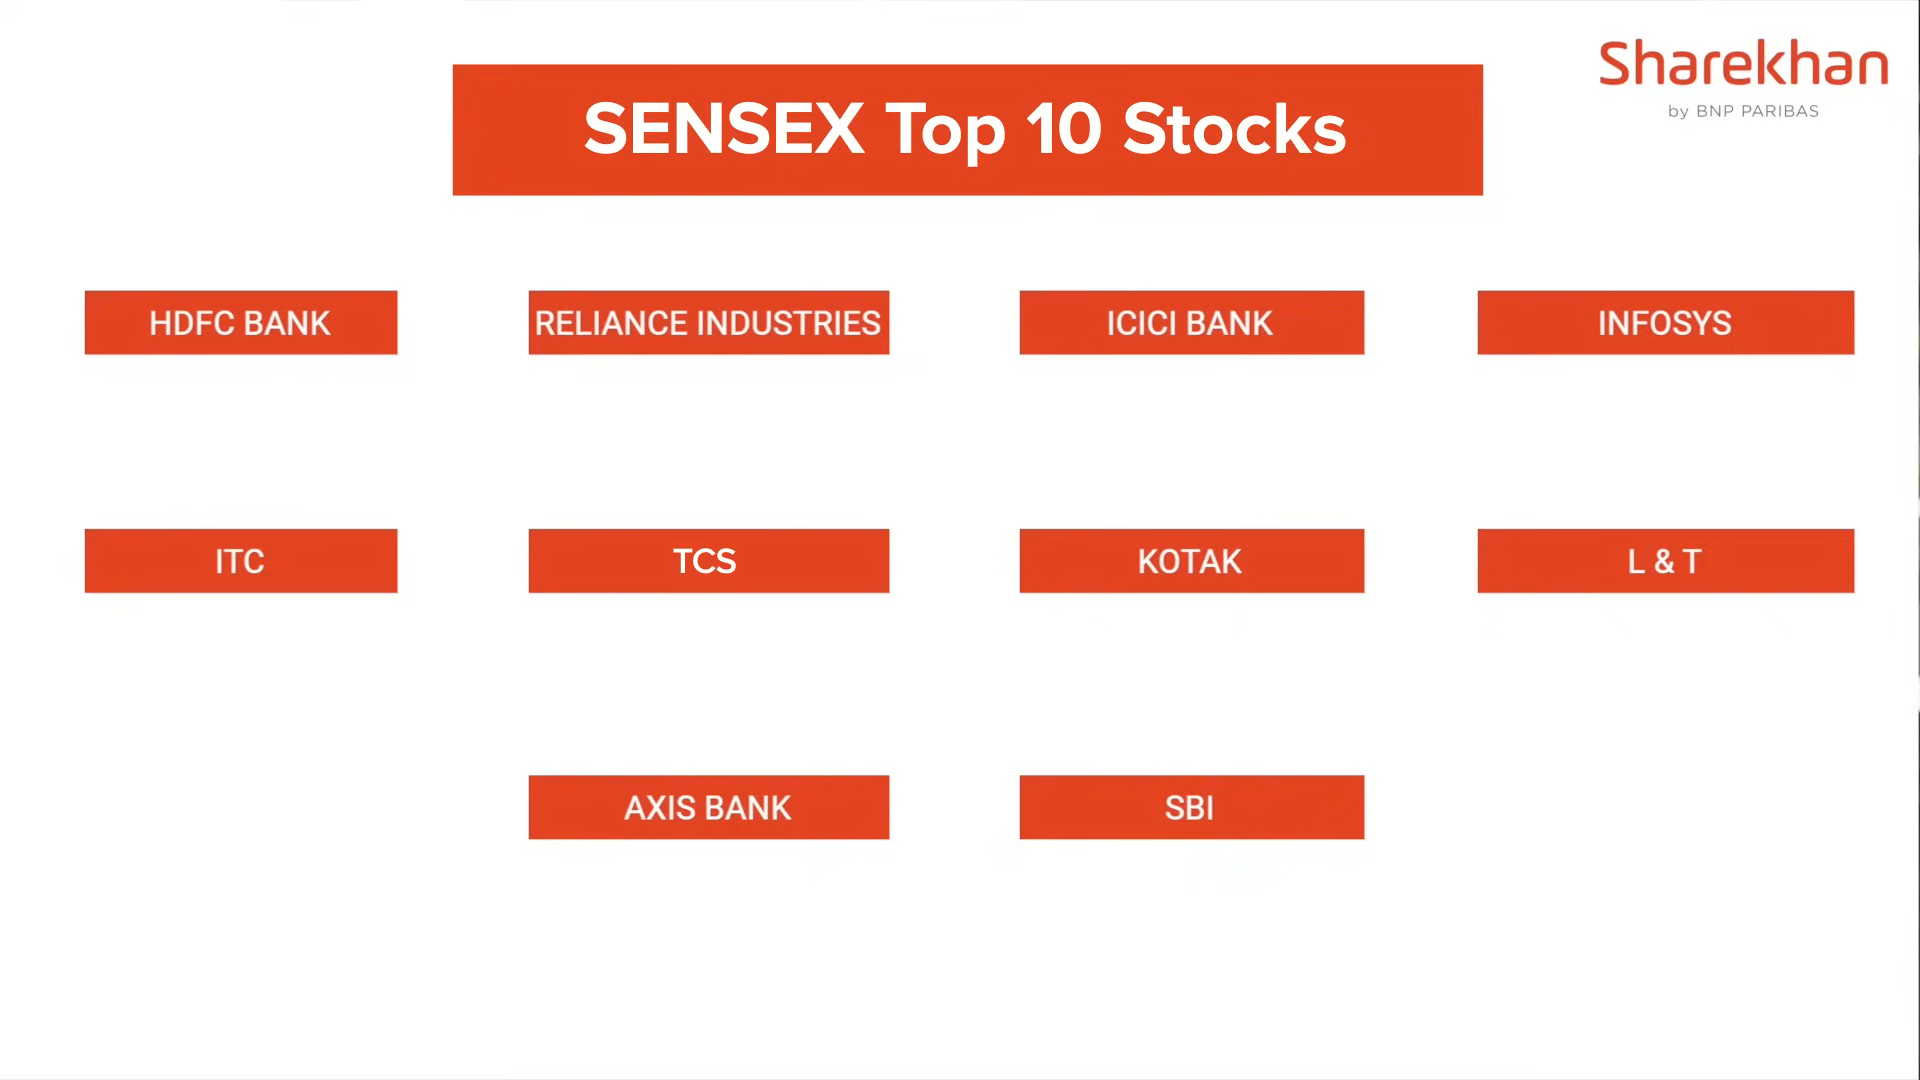 Sharekhan
by BNP PARIBAS
SENSEX Top 10 Stocks
HDFC BANK
RELIANCE INDUSTRIES
ICICI BANK
INFOSYS
ITC
TCS
KOTAK
L & T
AXIS BANK
SBI